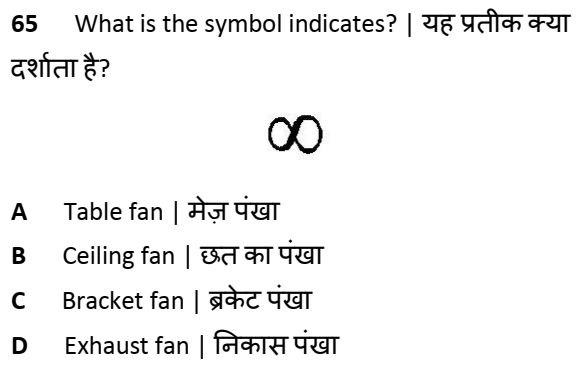 65 What is the symbol indicates? | यह प्रतीक क्या
दर्शाता है?
A Table fan | मेज़ पंखा
B Ceiling fan | छत का पंखा
C Bracket fan | ब्रकेट पंखा
D Exhaust fan | निकास पंखा